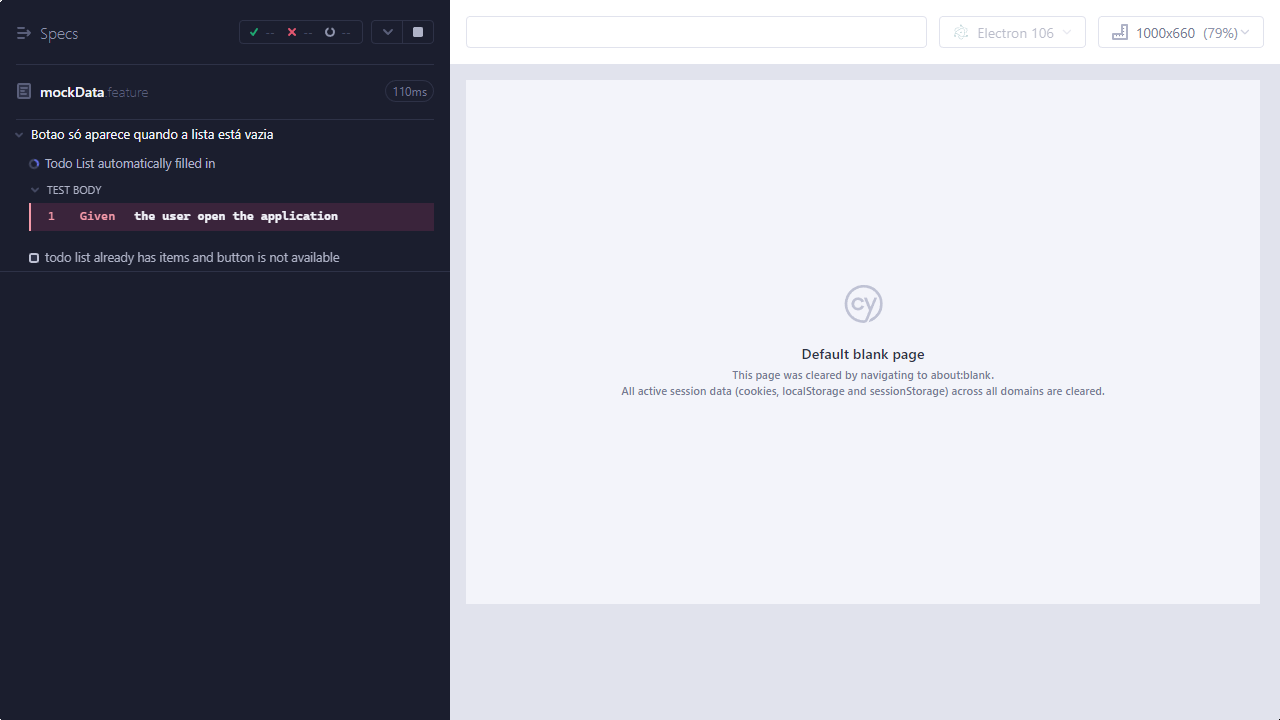 Specs
-- -- --
mockData.feature 110ms
Botao só aparece quando a lista está vazia
Todo List automatically filled in
TEST BODY
1 Given the user open the application
todo list already has items and button is not available
Electron 106
1000x660 (79%)
cy
Default blank page
This page was cleared by navigating to about:blank.
All active session data (cookies, localStorage and sessionStorage) across all domains are cleared.